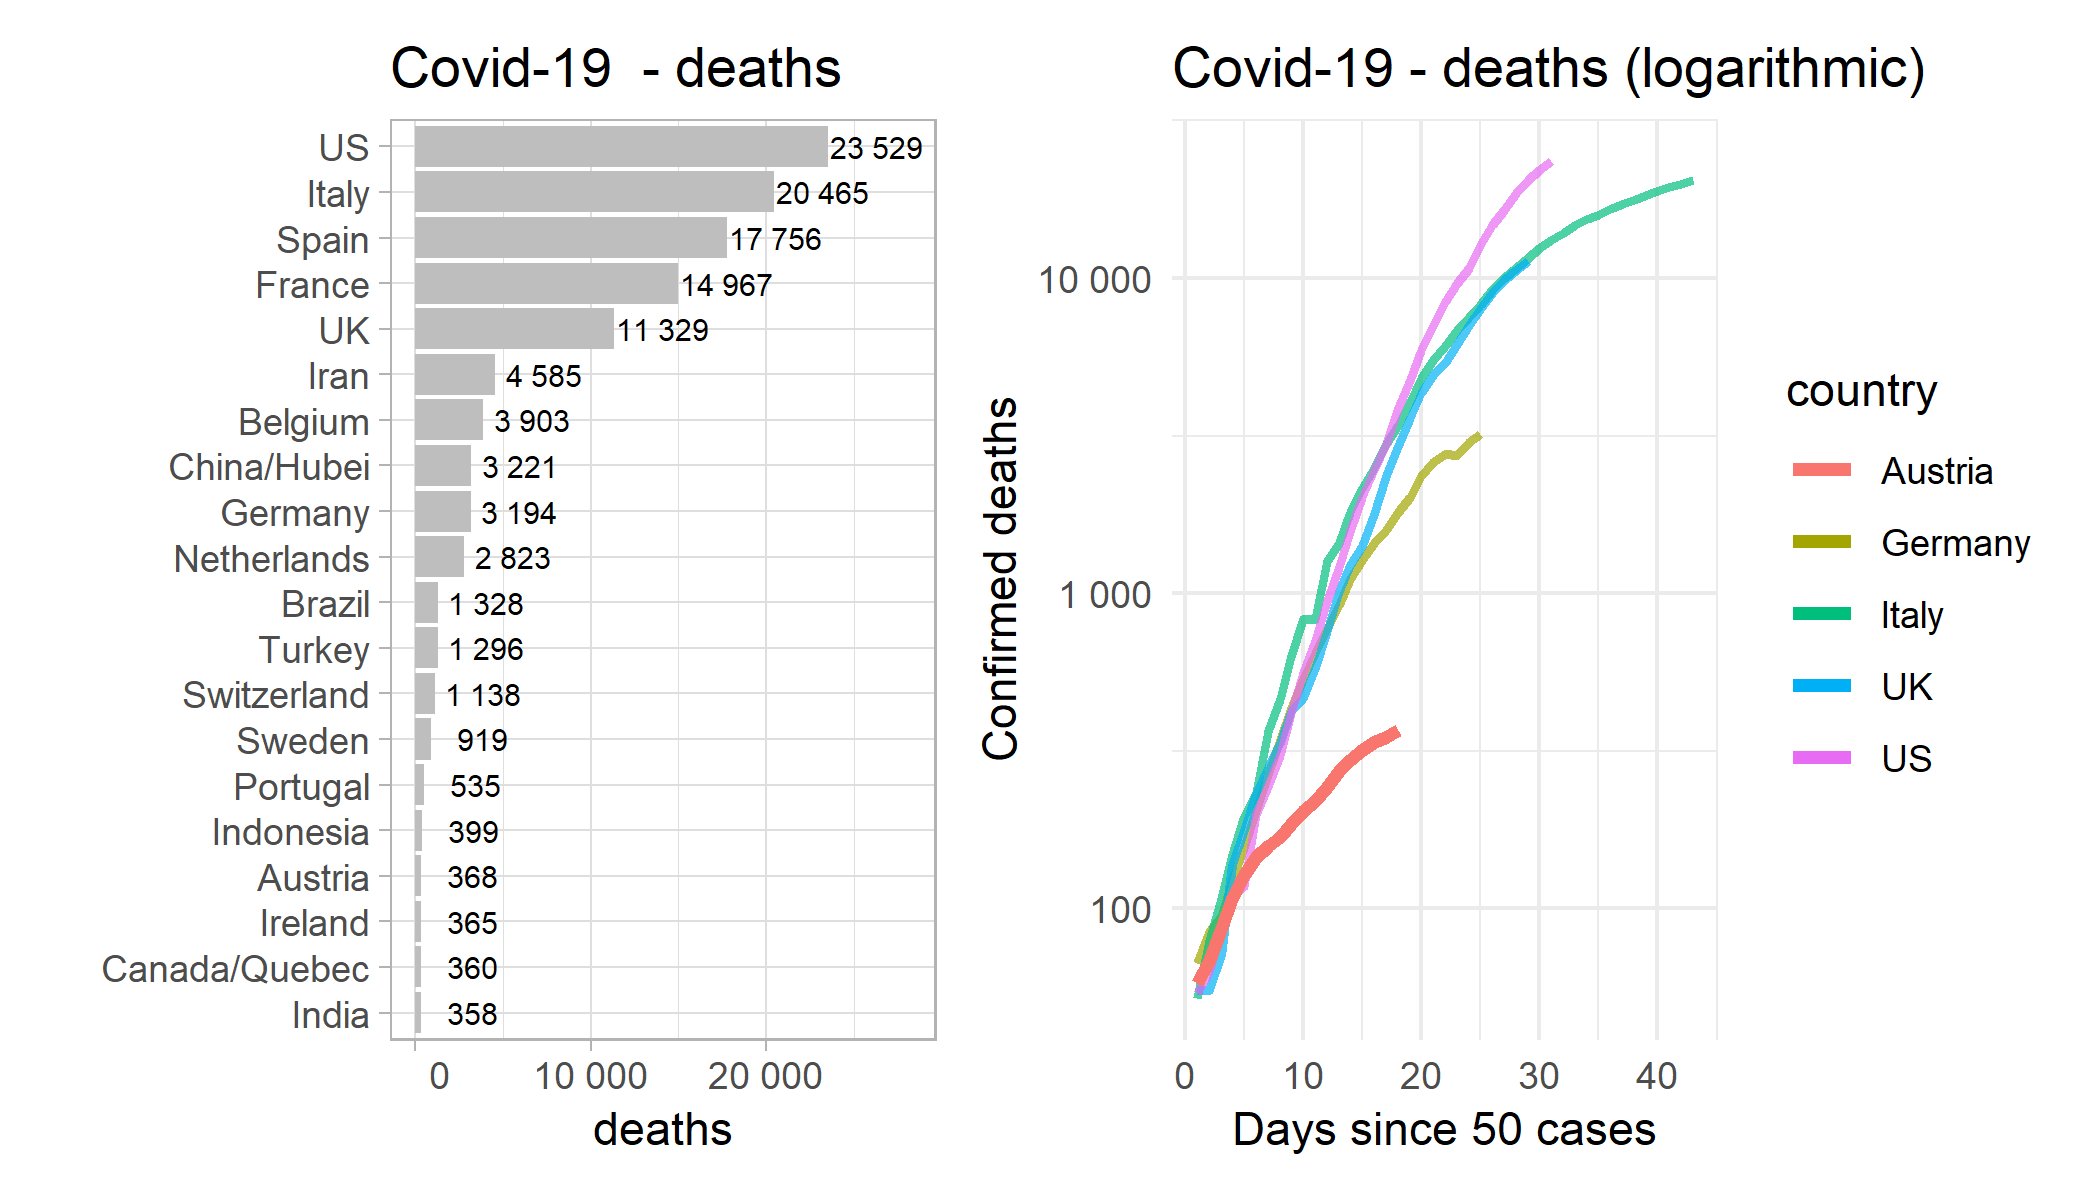 Covid-19  - deaths
US 23 529
Italy 20 465
Spain 17 756
France 14 967
UK 11 329
Iran 4 585
Belgium 3 903
China/Hubei 3 221
Germany 3 194
Netherlands 2 823
Brazil 1 328
Turkey 1 296
Switzerland 1 138
Sweden 919
Portugal 535
Indonesia 399
Austria 368
Ireland 365
Canada/Quebec 360
India 358
0 10 000 20 000
deaths
Covid-19 - deaths (logarithmic)
Confirmed deaths
10 000
1 000
100
0 10 20 30 40
Days since 50 cases
country
Austria
Germany
Italy
UK
US